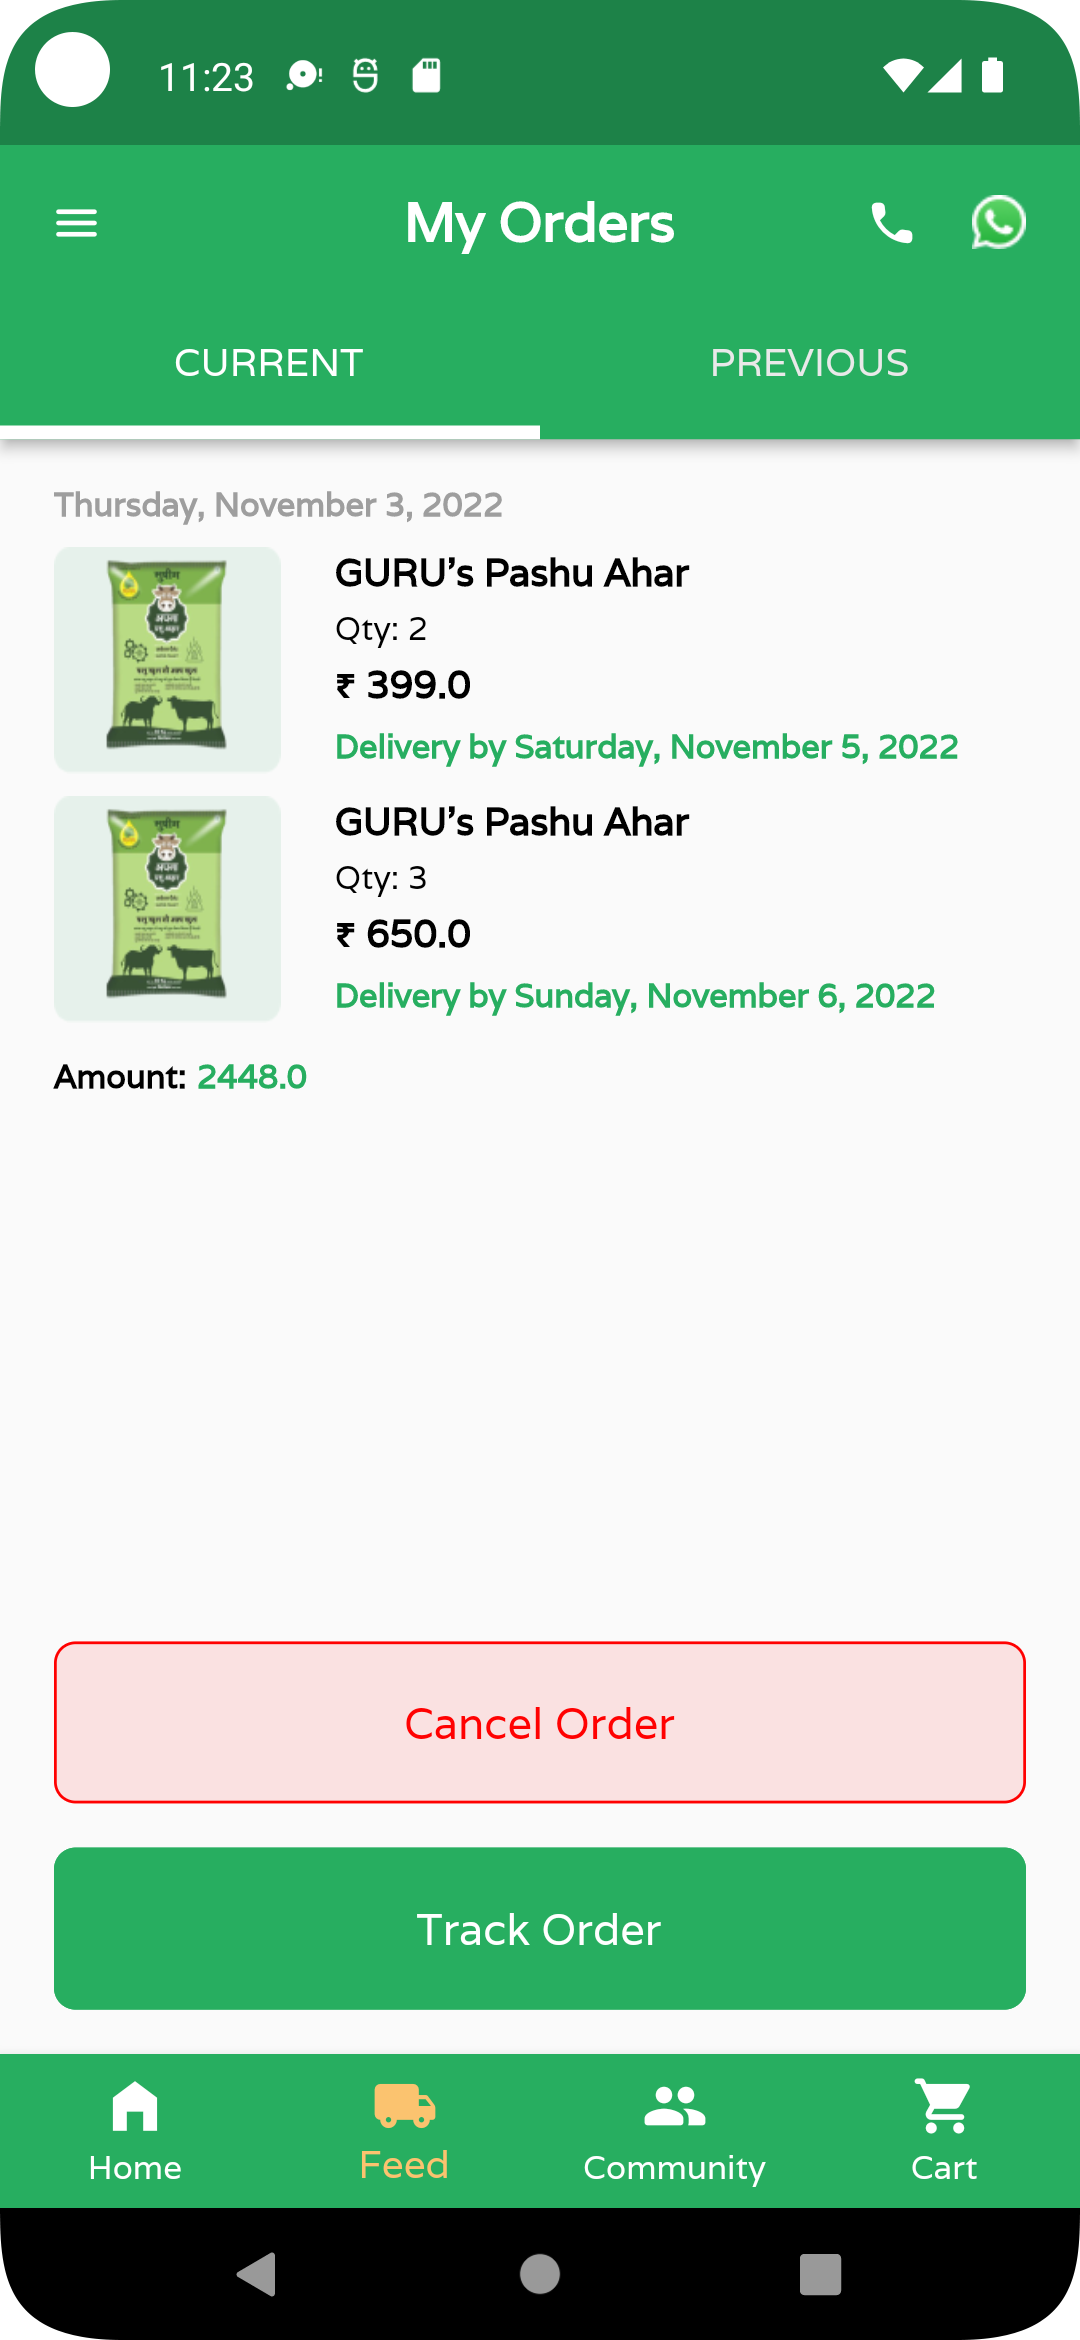 11:23
My Orders
CURRENT
PREVIOUS
Thursday, November 3, 2022
GURU's Pashu Ahar
Qty: 2
₹ 399.0
Delivery by Saturday, November 5, 2022
GURU's Pashu Ahar
Qty: 3
₹ 650.0
Delivery by Sunday, November 6, 2022
Amount: 2448.0
Cancel Order
Track Order
Home
Feed
Community
Cart